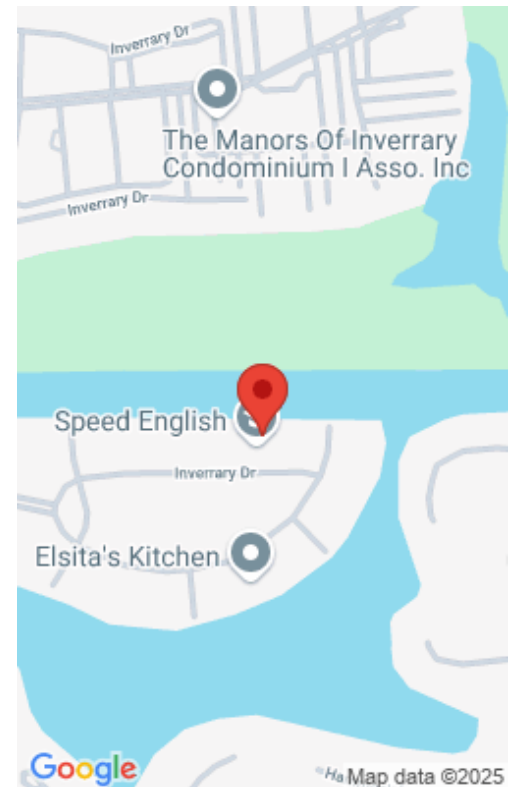 Inverrary Dr
The Manors Of Inverrary
Condominium I Asso. Inc
Inverrary Dr
Speed English
Inverrary Dr
Elsita's Kitchen
Google
Map data ©2025